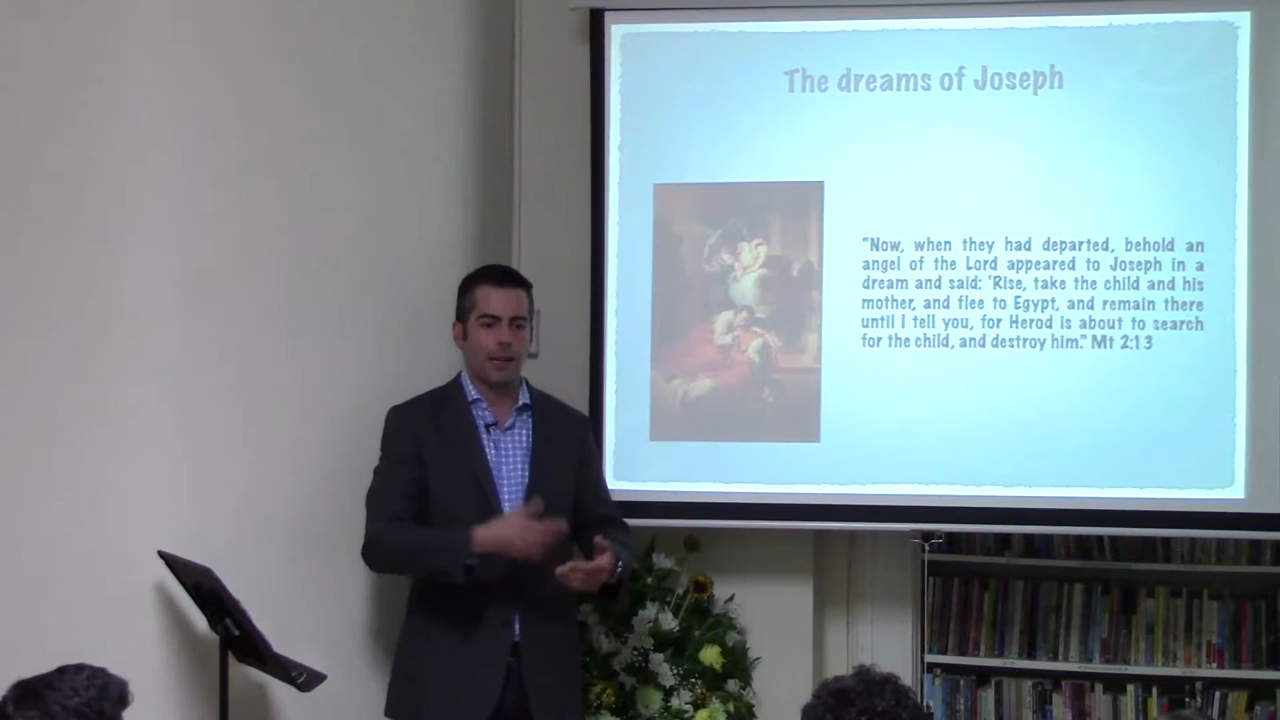 The dreams of Joseph
"Now, when they had departed, behold an
angel of the Lord appeared to Joseph in a
dream and said: 'Rise, take the child and his
mother, and flee to Egypt, and remain there
until I tell you, for Herod is about to search
for the child, and destroy him." Mt 2:13